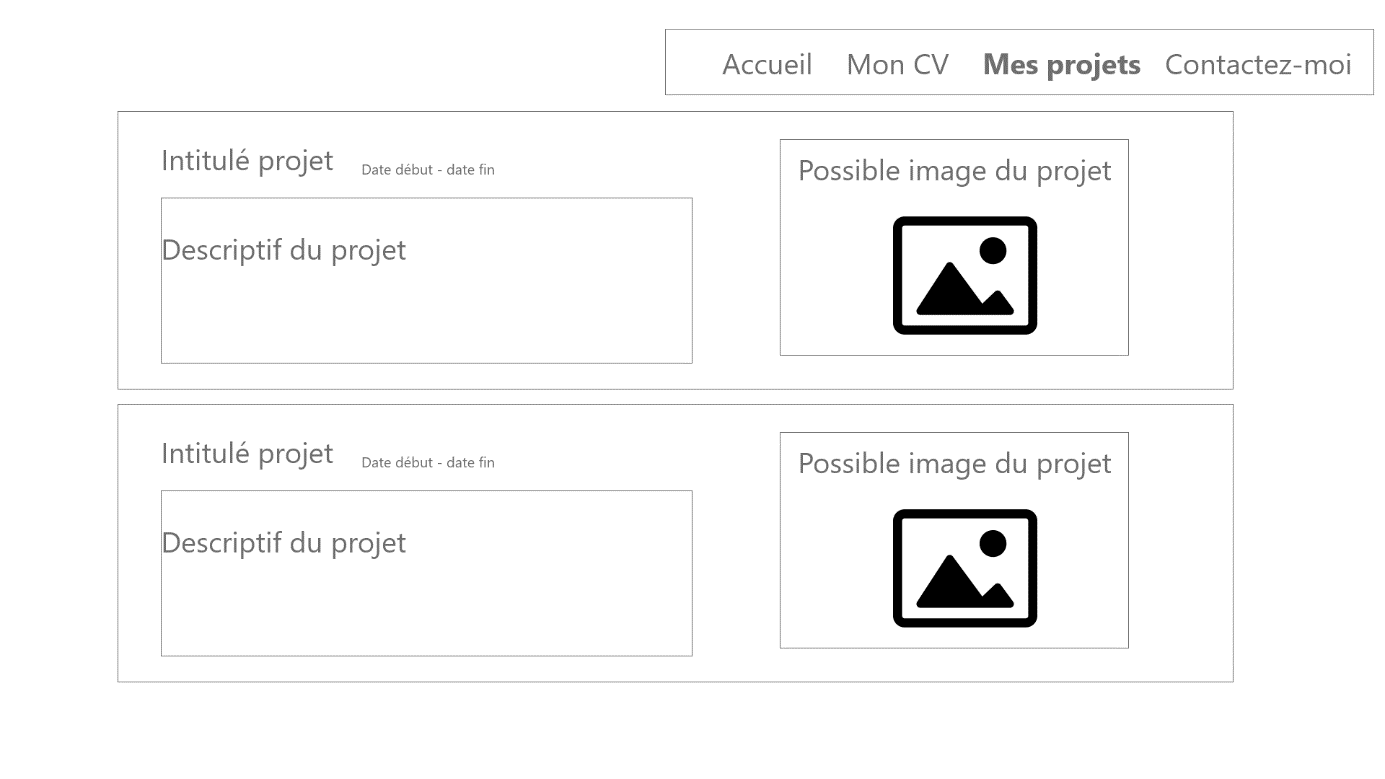 Accueil Mon CV Mes projets Contactez-moi
Intitulé projet Date début - date fin
Possible image du projet
Descriptif du projet
Intitulé projet Date début - date fin
Possible image du projet
Descriptif du projet